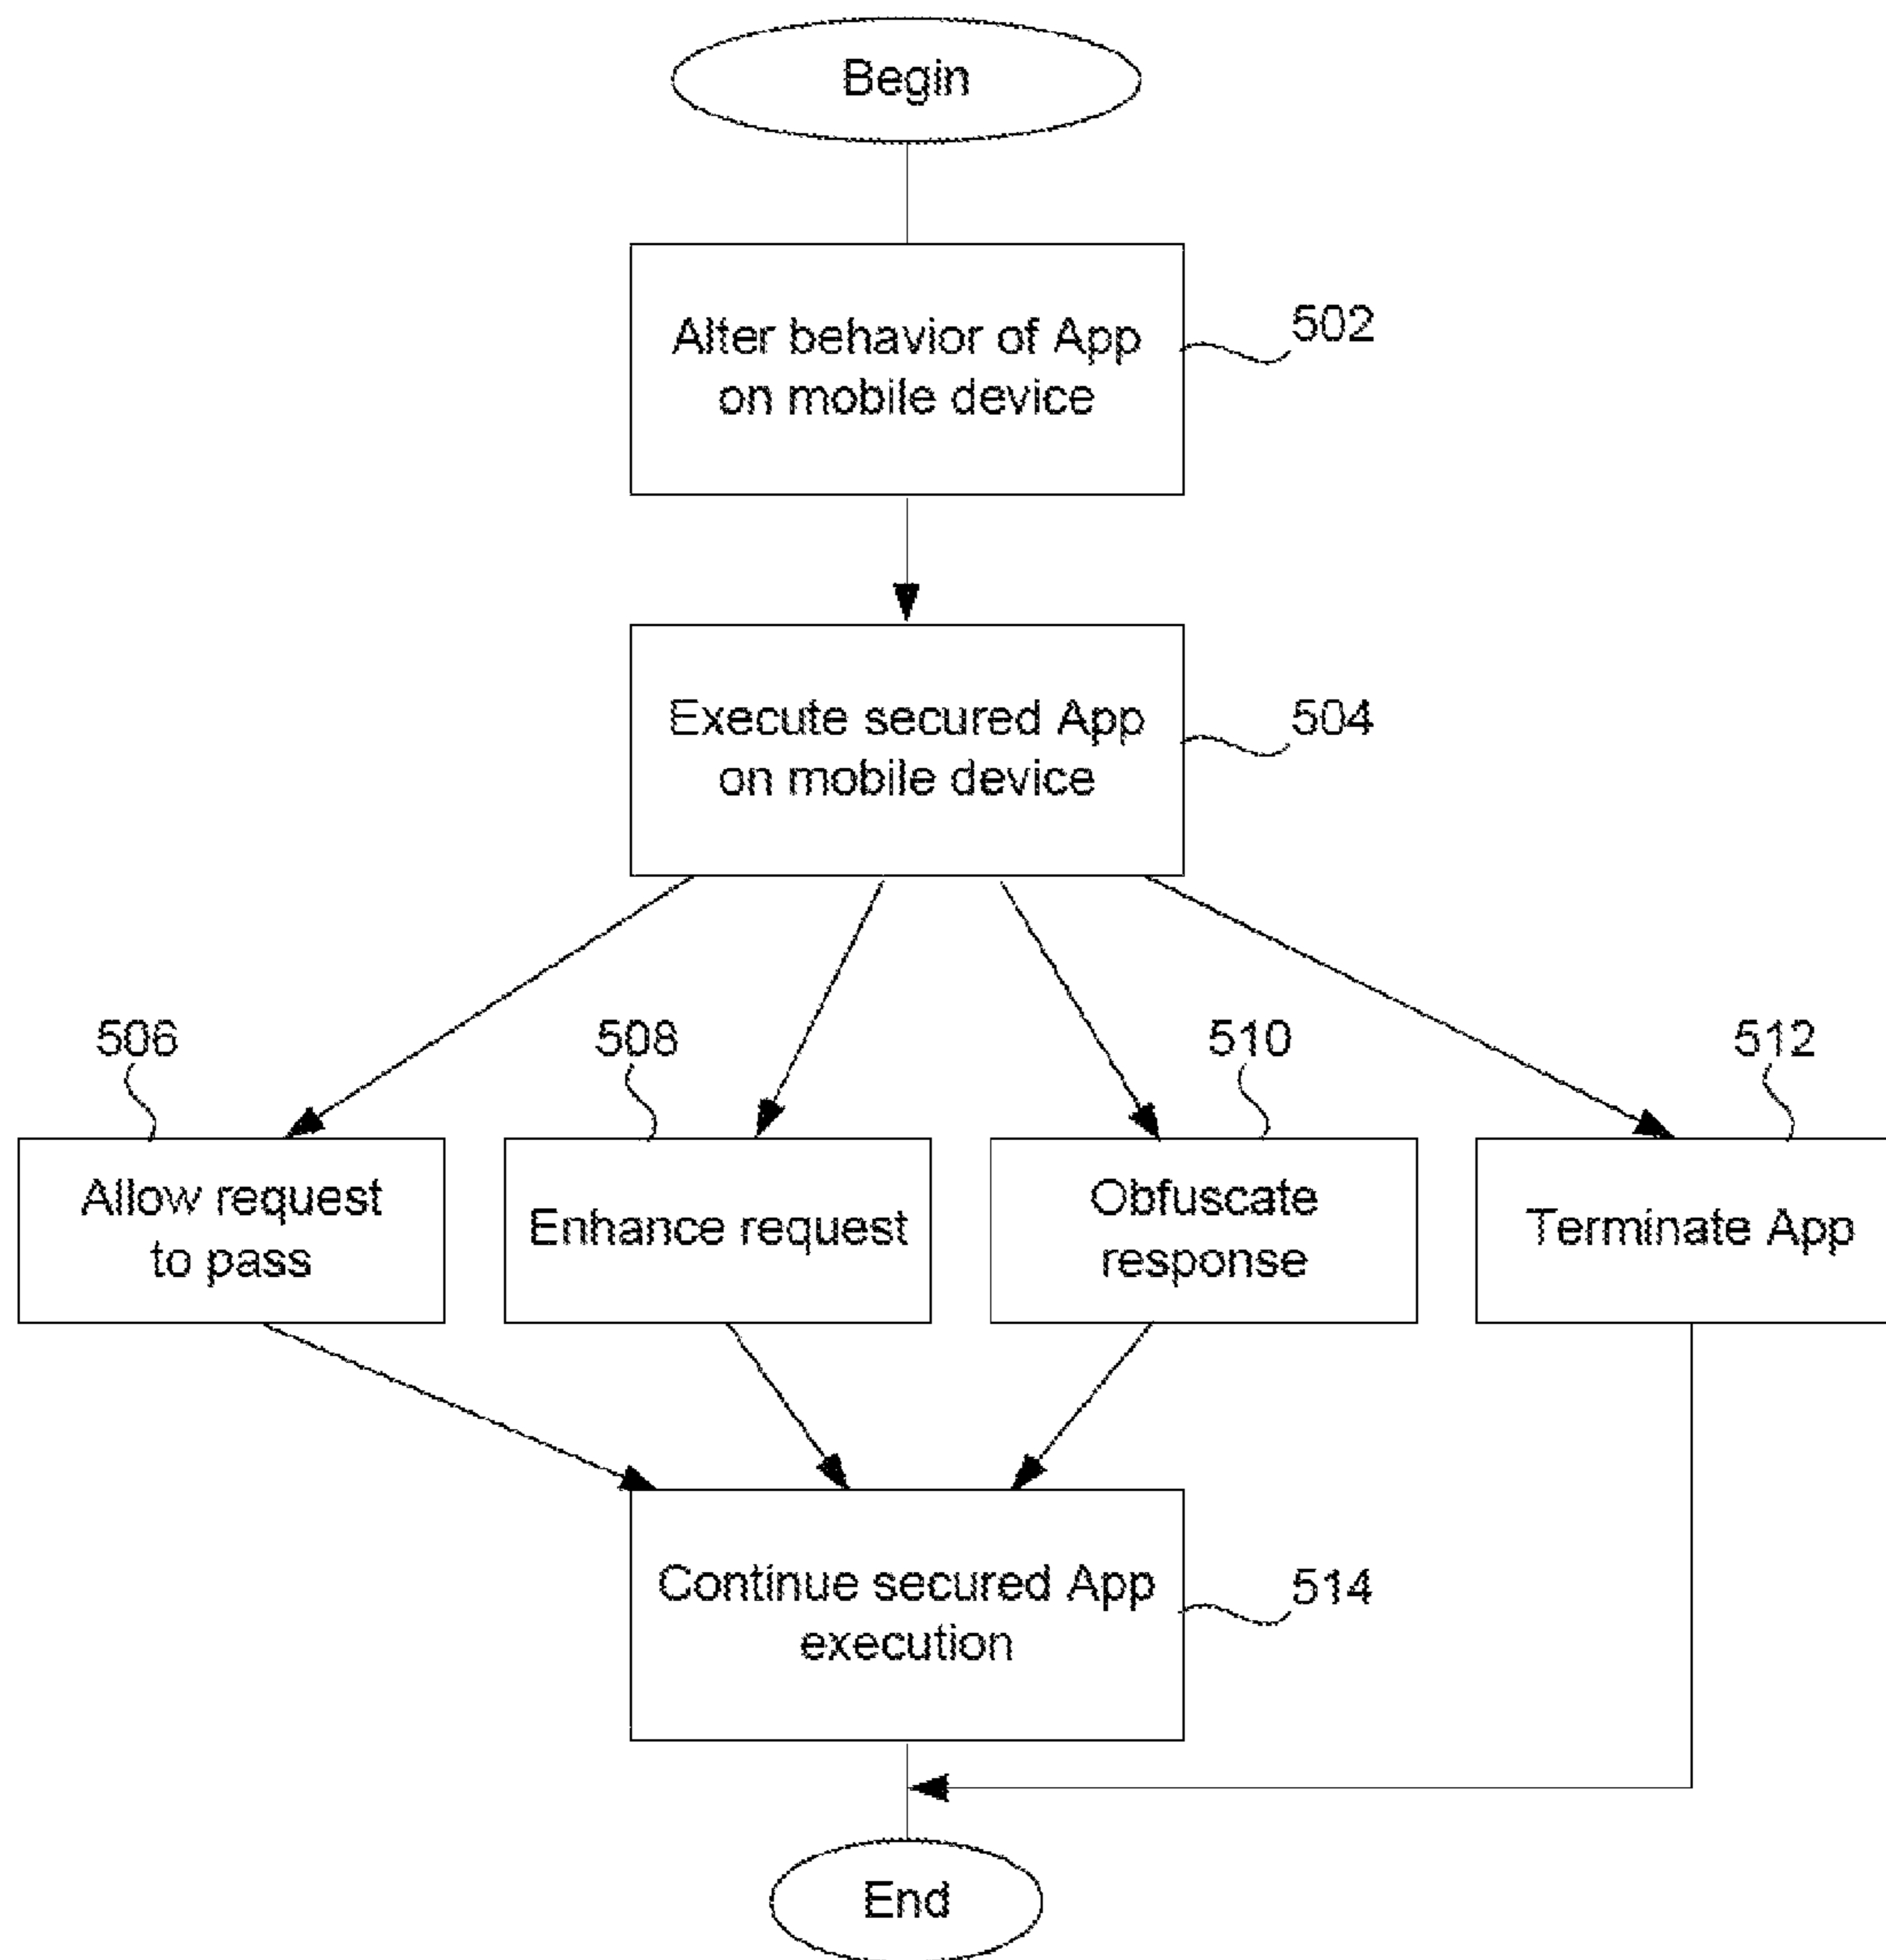 Begin
Alter behavior of App
on mobile device
502
Execute secured App
on mobile device
504
506
508
510
512
Allow request
to pass
Enhance request
Obfuscate
response
Terminate App
Continue secured App
execution
514
End